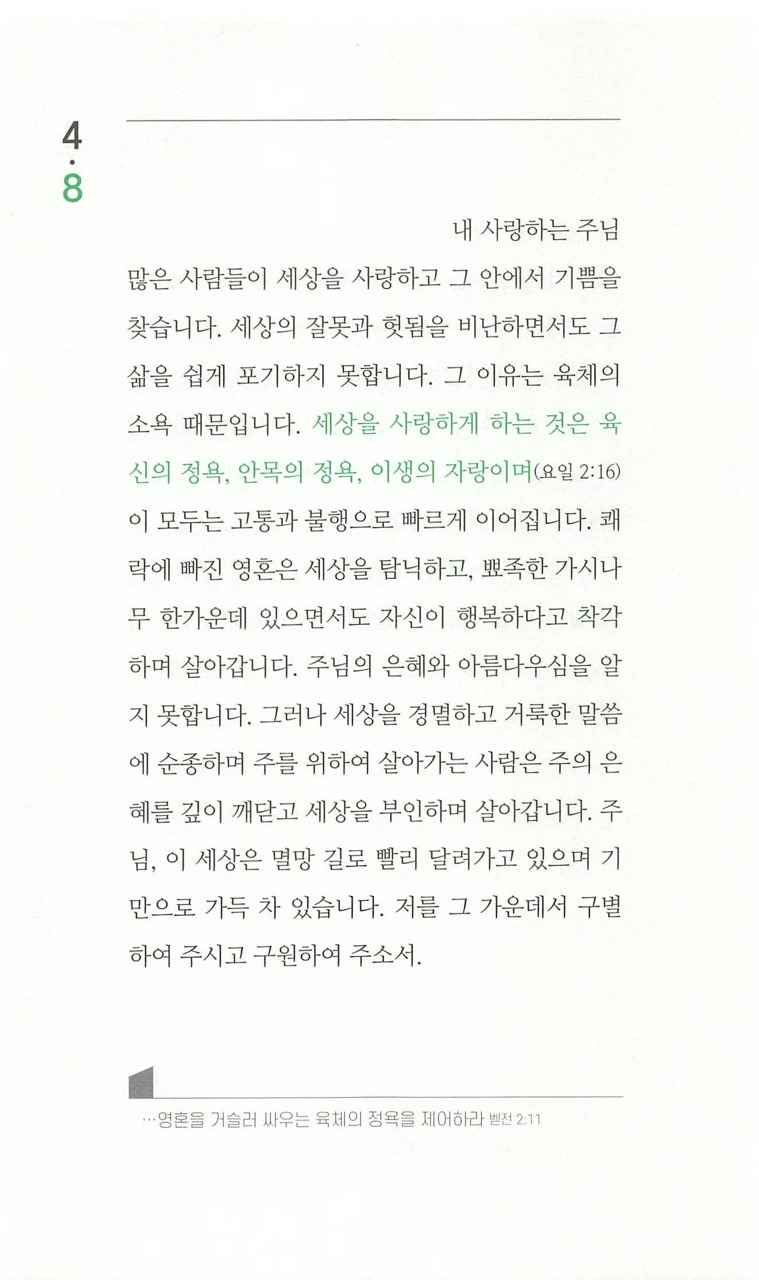 4
·
8
내 사랑하는 주님
많은 사람들이 세상을 사랑하고 그 안에서 기쁨을
찾습니다. 세상의 잘못과 헛됨을 비난하면서도 그
삶을 쉽게 포기하지 못합니다. 그 이유는 육체의
소욕 때문입니다. 세상을 사랑하게 하는 것은 육
신의 정욕, 안목의 정욕, 이생의 자랑이며(요일 2:16)
이 모두는 고통과 불행으로 빠르게 이어집니다. 쾌
락에 빠진 영혼은 세상을 탐닉하고, 뾰족한 가시나
무 한가운데 있으면서도 자신이 행복하다고 착각
하며 살아갑니다. 주님의 은혜와 아름다우심을 알
지 못합니다. 그러나 세상을 경멸하고 거룩한 말씀
에 순종하며 주를 위하여 살아가는 사람은 주의 은
혜를 깊이 깨닫고 세상을 부인하며 살아갑니다. 주
님, 이 세상은 멸망 길로 빨리 달려가고 있으며 기
만으로 가득 차 있습니다. 저를 그 가운데서 구별
하여 주시고 구원하여 주소서.
…영혼을 거슬러 싸우는 육체의 정욕을 제어하라 벧전 2:11